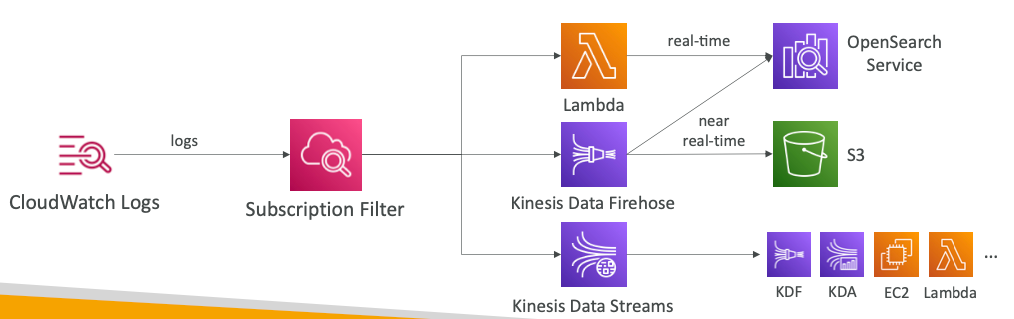 CloudWatch Logs
logs
Subscription Filter
Lambda
real-time
OpenSearch
Service
Kinesis Data Firehose
near
real-time
S3
Kinesis Data Streams
KDF
KDA
EC2
Lambda
...